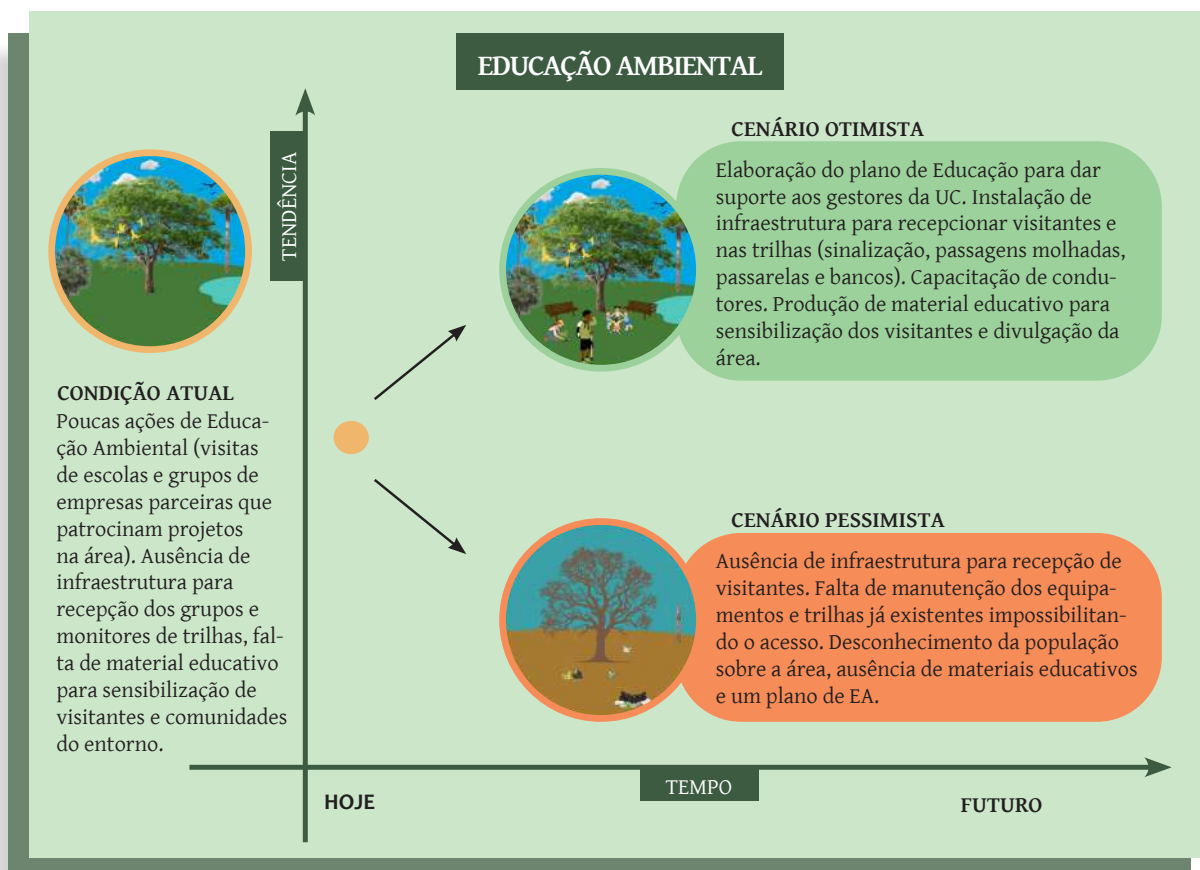 EDUCAÇÃO AMBIENTAL
TENDÊNCIA
CONDIÇÃO ATUAL
Poucas ações de Educa-
ção Ambiental (visitas
de escolas e grupos de
empresas parceiras que
patrocinam projetos
na área). Ausência de
infraestrutura para
recepção dos grupos e
monitores de trilhas, fal-
ta de material educativo
para sensibilização de
visitantes e comunidades
do entorno.
CENÁRIO OTIMISTA
Elaboração do plano de Educação para dar
suporte aos gestores da UC. Instalação de
infraestrutura para recepcionar visitantes e
nas trilhas (sinalização, passagens molhadas,
passarelas e bancos). Capacitação de condu-
tores. Produção de material educativo para
sensibilização dos visitantes e divulgação da
área.
CENÁRIO PESSIMISTA
Ausência de infraestrutura para recepção de
visitantes. Falta de manutenção dos equipa-
mentos e trilhas já existentes impossibilitan-
do o acesso. Desconhecimento da população
sobre a área, ausência de materiais educativos
e um plano de EA.
HOJE
TEMPO
FUTURO